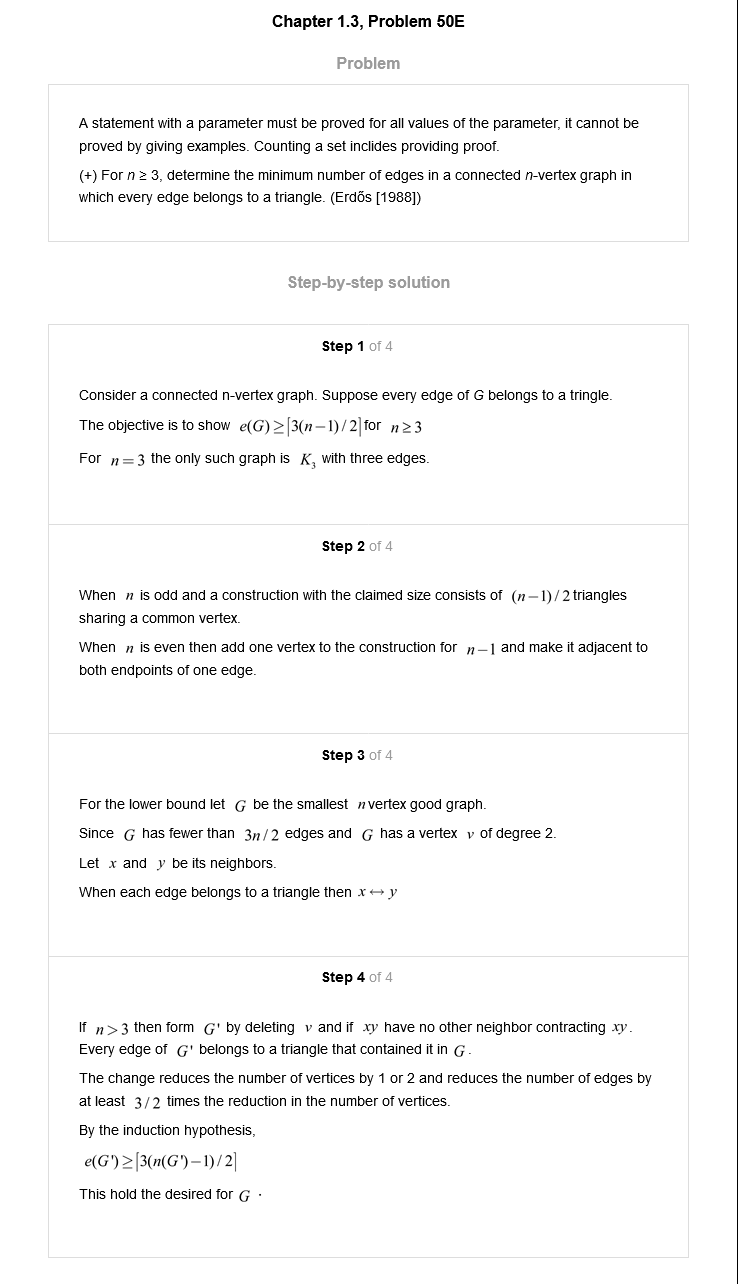 Chapter 1.3, Problem 50E
Problem
A statement with a parameter must be proved for all values of the parameter, it cannot be
proved by giving examples. Counting a set inclides providing proof.
(+) For n ≥ 3, determine the minimum number of edges in a connected n-vertex graph in
which every edge belongs to a triangle. (Erdős [1988])
Step-by-step solution
Step 1 of 4
Consider a connected n-vertex graph. Suppose every edge of G belongs to a tringle.
The objective is to show e(G)≥⌈3(n−1)/2⌉for n≥3
For n=3 the only such graph is K₃ with three edges.
Step 2 of 4
When n is odd and a construction with the claimed size consists of (n−1)/2 triangles
sharing a common vertex.
When n is even then add one vertex to the construction for n−1 and make it adjacent to
both endpoints of one edge.
Step 3 of 4
For the lower bound let G be the smallest n vertex good graph.
Since G has fewer than 3n/2 edges and G has a vertex v of degree 2.
Let x and y be its neighbors.
When each edge belongs to a triangle then x↔y
Step 4 of 4
If n>3 then form G' by deleting v and if xy have no other neighbor contracting xy.
Every edge of G' belongs to a triangle that contained it in G.
The change reduces the number of vertices by 1 or 2 and reduces the number of edges by
at least 3/2 times the reduction in the number of vertices.
By the induction hypothesis,
e(G')≥⌈3(n(G')−1)/2⌉
This hold the desired for G ·